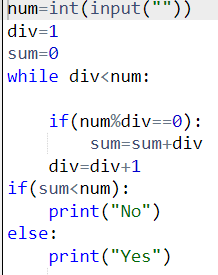 num=int(input(""))
div=1
sum=0
while div<num:
    if(num%div==0):
        sum=sum+div
    div=div+1
if(sum<num):
    print("No")
else:
    print("Yes")